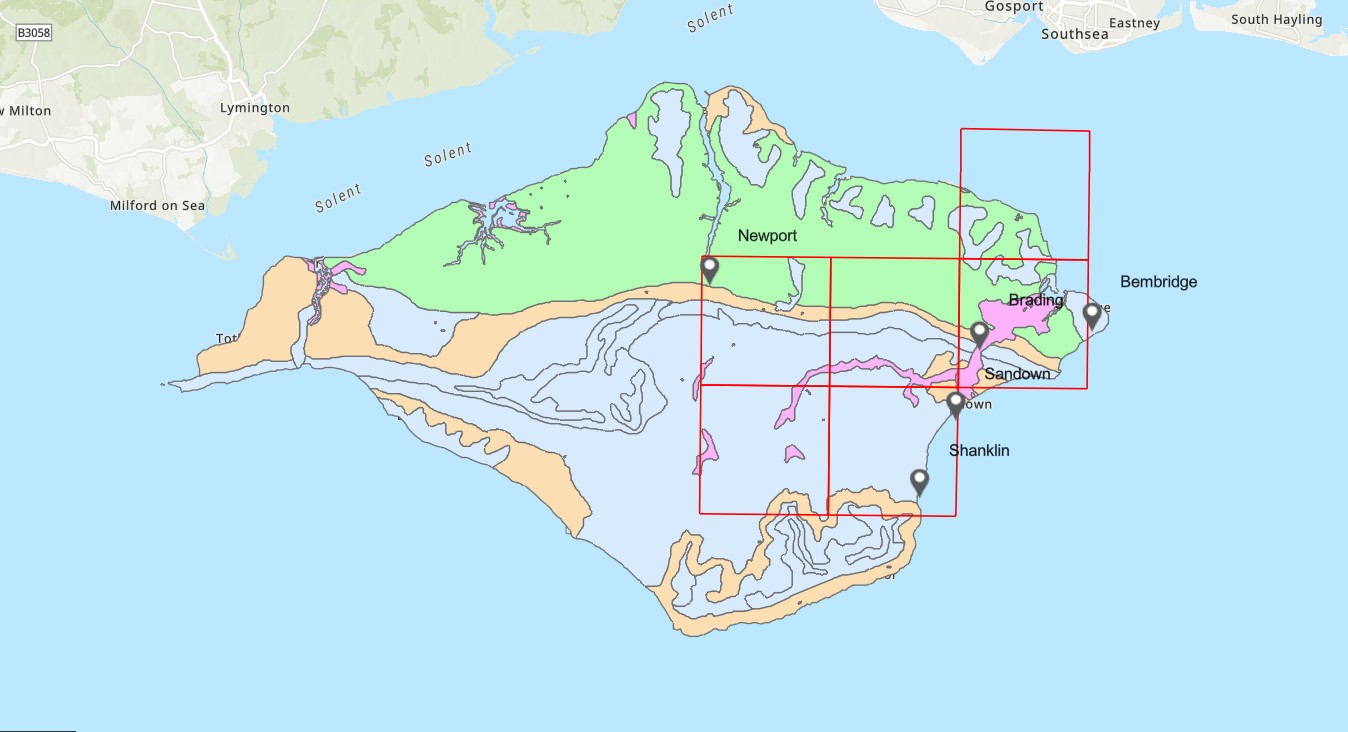 Solent
Gosport
Eastney
South Hayling
Southsea
B3058
w Milton
Lymington
Solent
Solent
Milford on Sea
Newport
Bembridge
Brading
Tot
Sandown
own
Shanklin